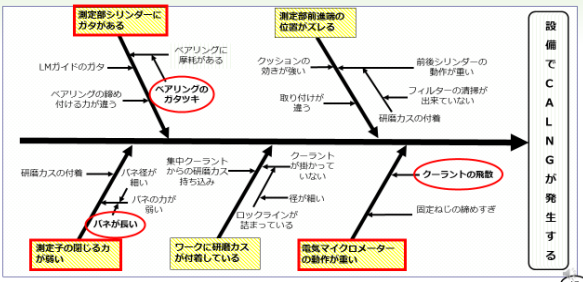 測定部シリンダーに
ガタがある
測定部前進端の
位置がズレる
ベアリングに
摩耗がある
LMガイドのガタ
ベアリングの
ガタツキ
ベアリングの締め
付ける力が違う
クッションの
効きが強い
取り付けが
違う
前後シリンダーの
動作が重い
フィルターの清掃が
出来ていない
研磨カスの付着
設備でCALNGが発生する
研磨カスの付着
バネ径が
細い
バネの力が
弱い
バネが長い
集中クーラント
からの研磨カス
持ち込み
クーラント
が掛かって
いない
径が細い
ロックラインが
詰まっている
クーラントの飛散
固定ねじの締めすぎ
測定子の閉じる力
が弱い
ワークに研磨カス
が付着している
電気マイクロメーター
の動作が重い